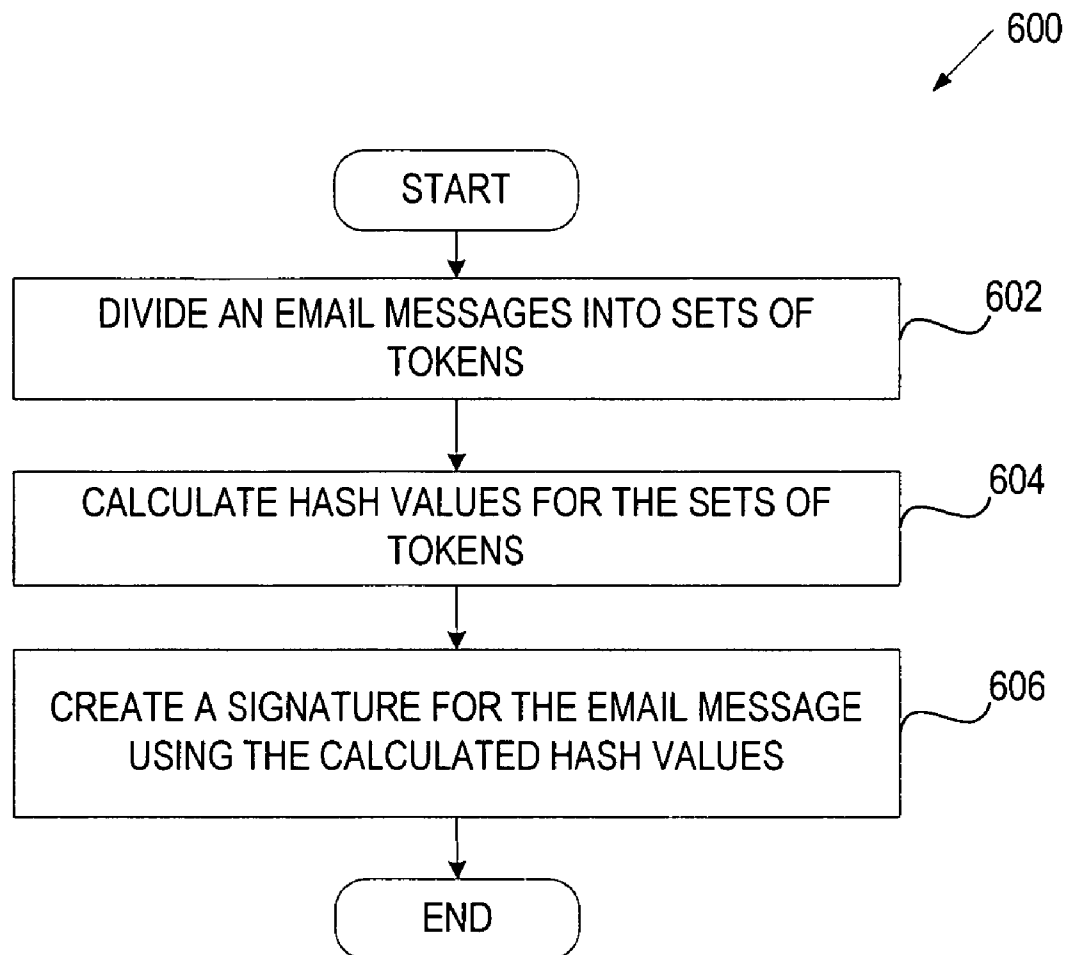 600
START
DIVIDE AN EMAIL MESSAGES INTO SETS OF
TOKENS
602
CALCULATE HASH VALUES FOR THE SETS OF
TOKENS
604
CREATE A SIGNATURE FOR THE EMAIL MESSAGE
USING THE CALCULATED HASH VALUES
606
END